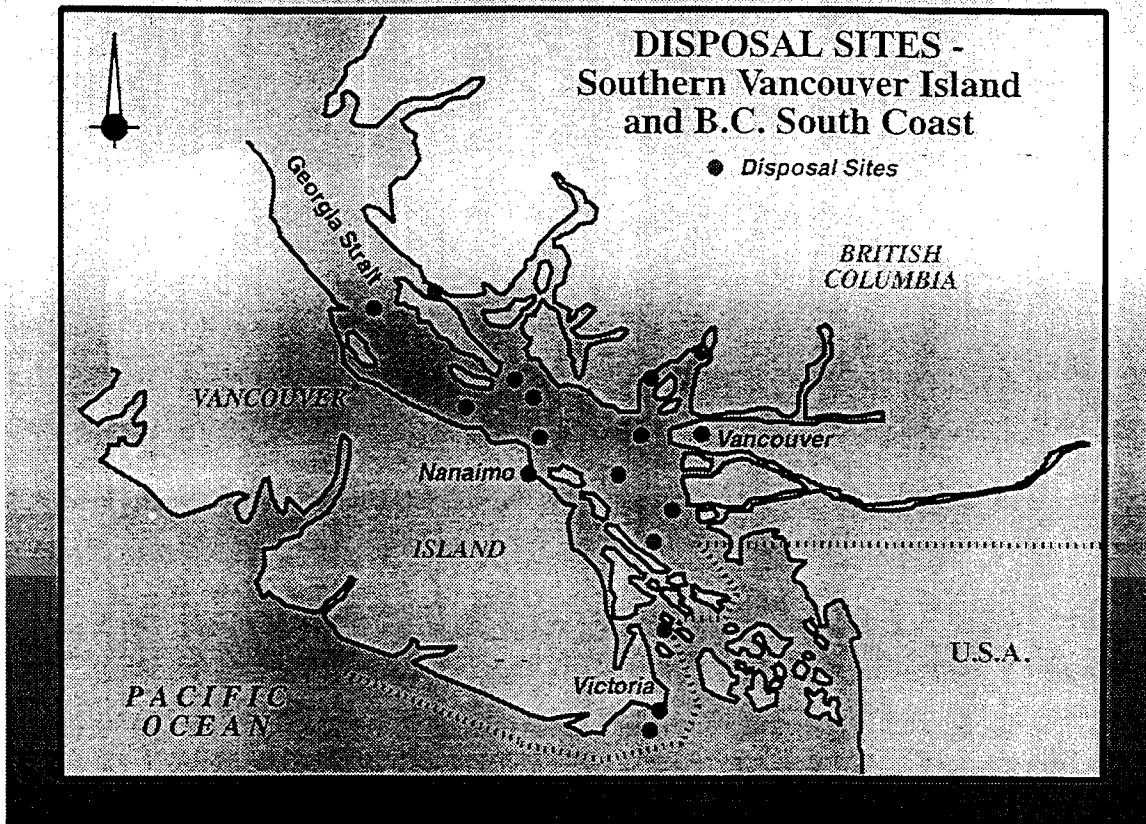 DISPOSAL SITES -
Southern Vancouver Island
and B.C. South Coast
Disposal Sites
Georgia Strait
BRITISH
COLUMBIA
VANCOUVER
Vancouver
Nanaimo
ISLAND
U.S.A.
Victoria
PACIFIC
OCEAN